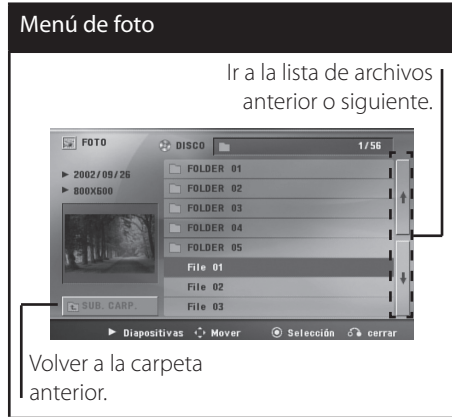 Menú de foto
Ir a la lista de archivos
anterior o siguiente.
FOTO
DISCO
1/56
2002/09/26
800X600
FOLDER 01
FOLDER 02
FOLDER 03
FOLDER 04
FOLDER 05
File 01
File 02
File 03
SUB. CARP.
Diapositivas Mover Selección cerrar
Volver a la carpeta
anterior.